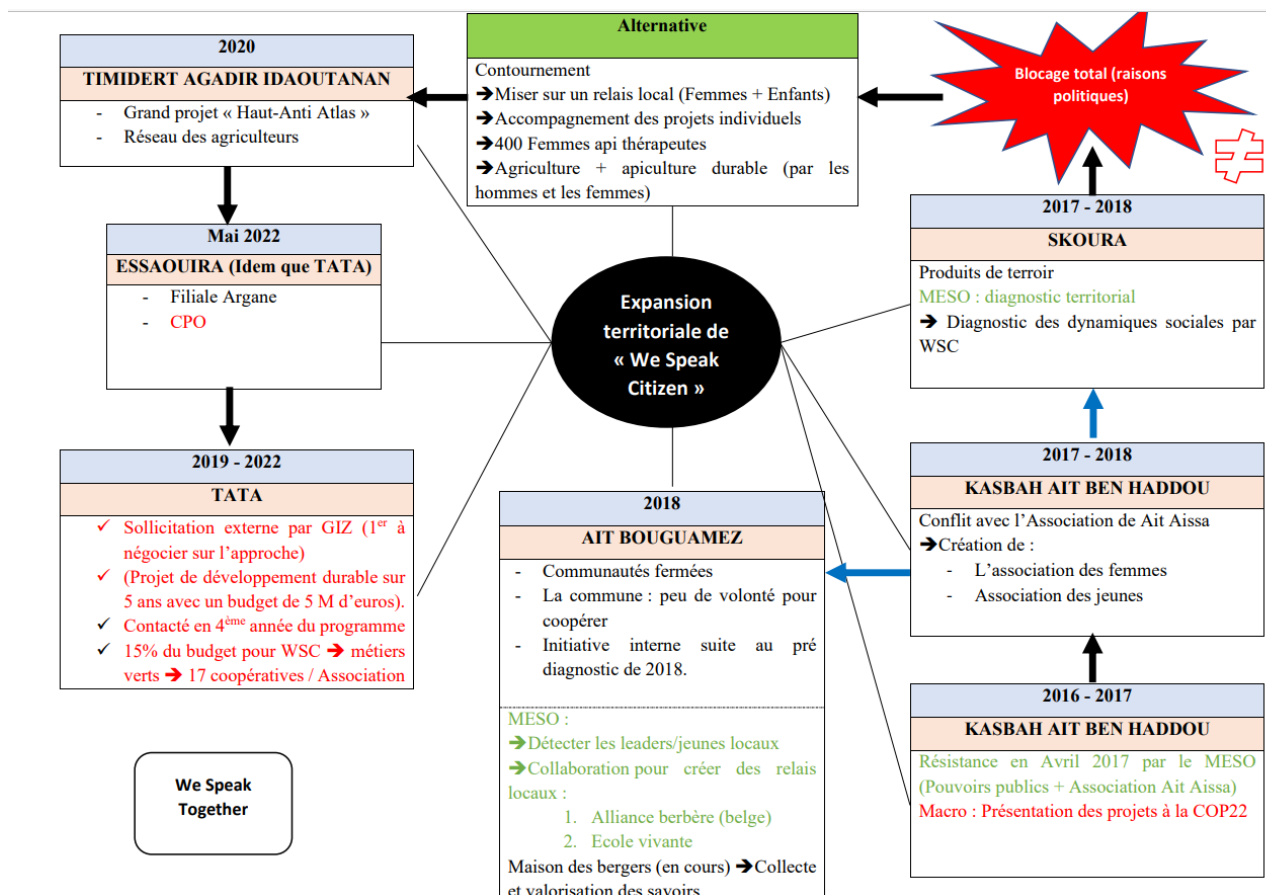 2020
TIMIDERT AGADIR IDAOUTANAN
- Grand projet « Haut-Anti Atlas »
- Réseau des agriculteurs
Alternative
Contournement
➔Miser sur un relais local (Femmes + Enfants)
➔Accompagnement des projets individuels
➔400 Femmes api thérapeutes
➔Agriculture + apiculture durable (par les
hommes et les femmes)
Blocage total (raisons
politiques)
≠
Mai 2022
ESSAOUIRA (Idem que TATA)
- Filiale Argane
- CPO
Expansion
territoriale de
« We Speak
Citizen »
2017 - 2018
SKOURA
Produits de terroir
MESO : diagnostic territorial
➔ Diagnostic des dynamiques sociales par
WSC
2019 - 2022
TATA
✓ Sollicitation externe par GIZ (1er à
négocier sur l’approche)
✓ (Projet de développement durable sur
5 ans avec un budget de 5 M d’euros).
✓ Contacté en 4ème année du programme
✓ 15% du budget pour WSC ➔ métiers
verts ➔ 17 coopératives / Association
2018
AIT BOUGUAMEZ
- Communautés fermées
- La commune : peu de volonté pour
coopérer
- Initiative interne suite au pré
diagnostic de 2018.
MESO :
➔Détecter les leaders/jeunes locaux
➔Collaboration pour créer des relais
locaux :
1. Alliance berbère (belge)
2. Ecole vivante
Maison des bergers (en cours) ➔Collecte
et valorisation des savoirs
2017 - 2018
KASBAH AIT BEN HADDOU
Conflit avec l’Association de Ait Aissa
➔Création de :
- L’association des femmes
- Association des jeunes
2016 - 2017
KASBAH AIT BEN HADDOU
Résistance en Avril 2017 par le MESO
(Pouvoirs publics + Association Ait Aissa)
Macro : Présentation des projets à la COP22
We Speak
Together